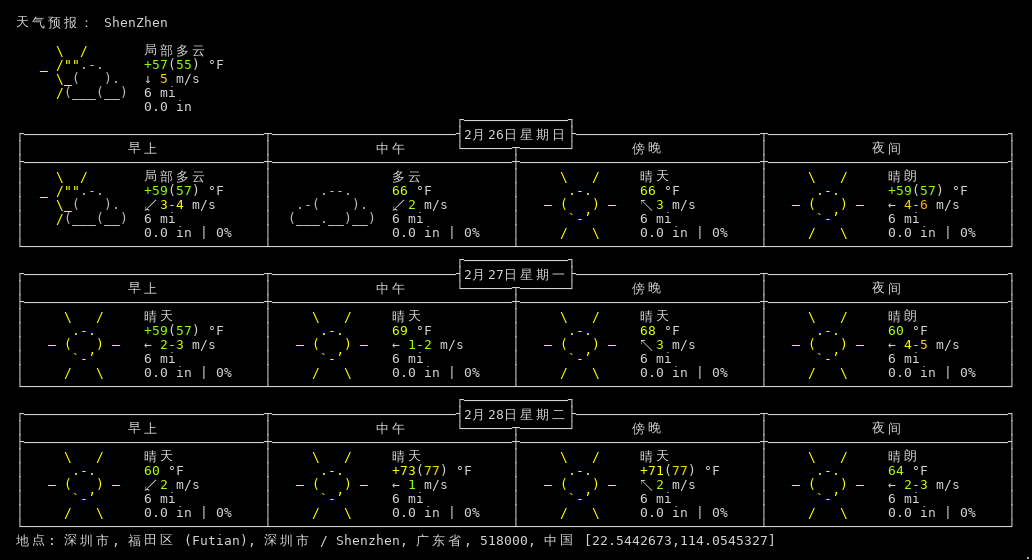 天气预报： ShenZhen
局部多云
+57(55) °F
↓ 5 m/s
6 mi
0.0 in
2月26日星期日
早上 中午 傍晚 夜间
局部多云 多云 晴天 晴朗
+59(57) °F 66 °F 66 °F +59(57) °F
↙ 3-4 m/s ↙ 2 m/s ↖ 3 m/s ← 4-6 m/s
6 mi 6 mi 6 mi 6 mi
0.0 in | 0% 0.0 in | 0% 0.0 in | 0% 0.0 in | 0%
2月27日星期一
早上 中午 傍晚 夜间
晴天 晴天 晴天 晴朗
+59(57) °F 69 °F 68 °F 60 °F
← 2-3 m/s ← 1-2 m/s ↖ 3 m/s ← 4-5 m/s
6 mi 6 mi 6 mi 6 mi
0.0 in | 0% 0.0 in | 0% 0.0 in | 0% 0.0 in | 0%
2月28日星期二
早上 中午 傍晚 夜间
晴天 晴天 晴天 晴朗
60 °F +73(77) °F +71(77) °F 64 °F
↙ 2 m/s ← 1 m/s ↖ 2 m/s ← 2-3 m/s
6 mi 6 mi 6 mi 6 mi
0.0 in | 0% 0.0 in | 0% 0.0 in | 0% 0.0 in | 0%
地点: 深圳市, 福田区 (Futian), 深圳市 / Shenzhen, 广东省, 518000, 中国 [22.5442673,114.0545327]